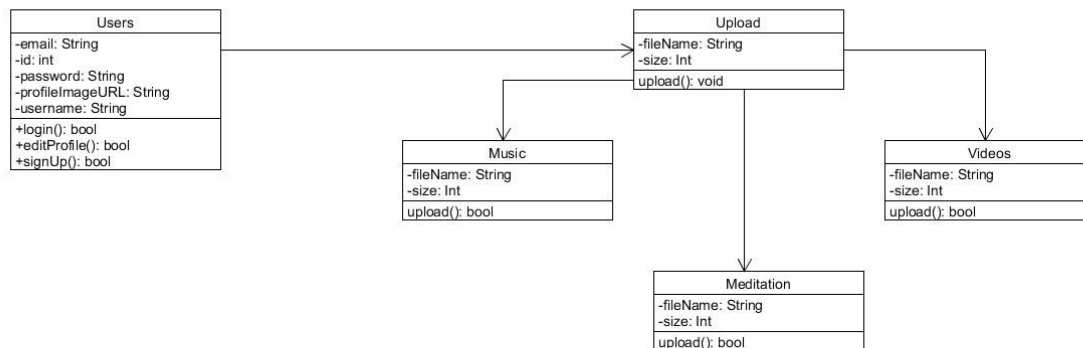 Users
-email: String
-id: int
-password: String
-profileImageURL: String
-username: String
+login(): bool
+editProfile(): bool
+signUp(): bool
Upload
-fileName: String
-size: Int
upload(): void
Music
-fileName: String
-size: Int
upload(): bool
Videos
-fileName: String
-size: Int
upload(): bool
Meditation
-fileName: String
-size: Int
upload(): bool